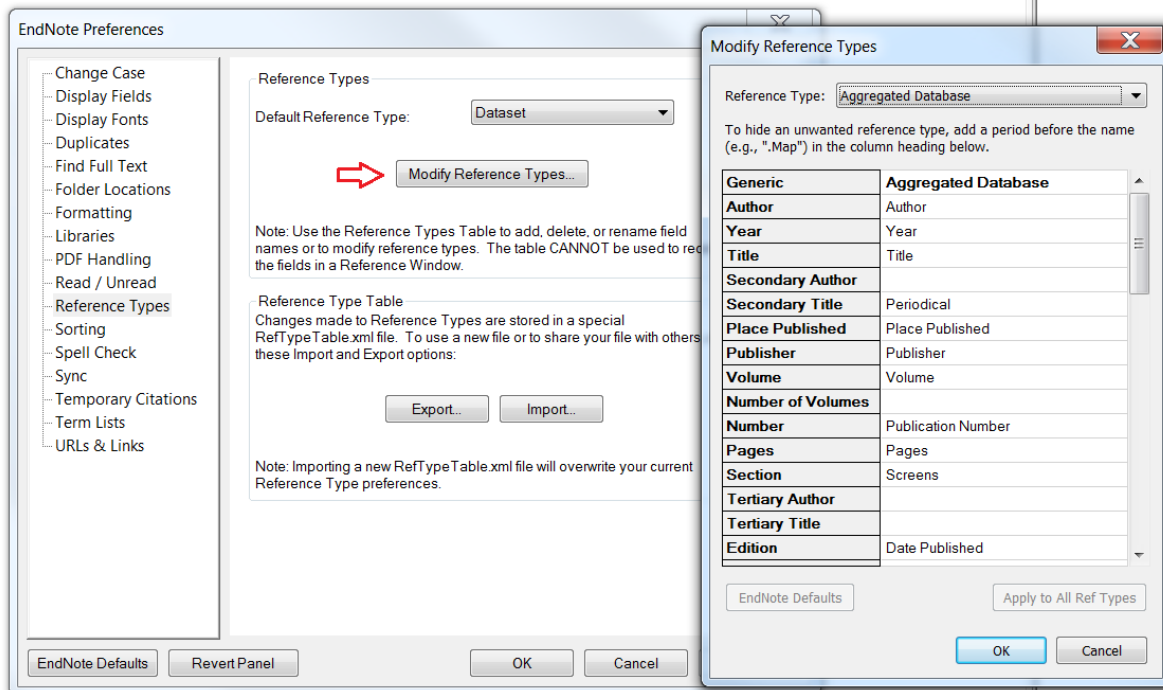 EndNote Preferences
Change Case
Display Fields
Display Fonts
Duplicates
Find Full Text
Folder Locations
Formatting
Libraries
PDF Handling
Read / Unread
Reference Types
Sorting
Spell Check
Sync
Temporary Citations
Term Lists
URLs & Links
Reference Types
Default Reference Type: Dataset
Modify Reference Types...
Note: Use the Reference Types Table to add, delete, or rename field
names or to modify reference types. The table CANNOT be used to
the fields in a Reference Window.
Reference Type Table
Changes made to Reference Types are stored in a special
RefTypeTable.xml file. To use a new file or to share your file with others
these Import and Export options:
Export... Import...
Note: Importing a new RefTypeTable.xml file will overwrite your current
Reference Type preferences.
EndNote Defaults Revert Panel OK Cancel
Modify Reference Types
Reference Type: Aggregated Database
To hide an unwanted reference type, add a period before the name
(e.g., ".Map") in the column heading below.
Generic Aggregated Database
Author Author
Year Year
Title Title
Secondary Author
Secondary Title Periodical
Place Published Place Published
Publisher Publisher
Volume Volume
Number of Volumes
Number Publication Number
Pages Pages
Section Screens
Tertiary Author
Tertiary Title
Edition Date Published
EndNote Defaults Apply to All Ref Types
OK Cancel